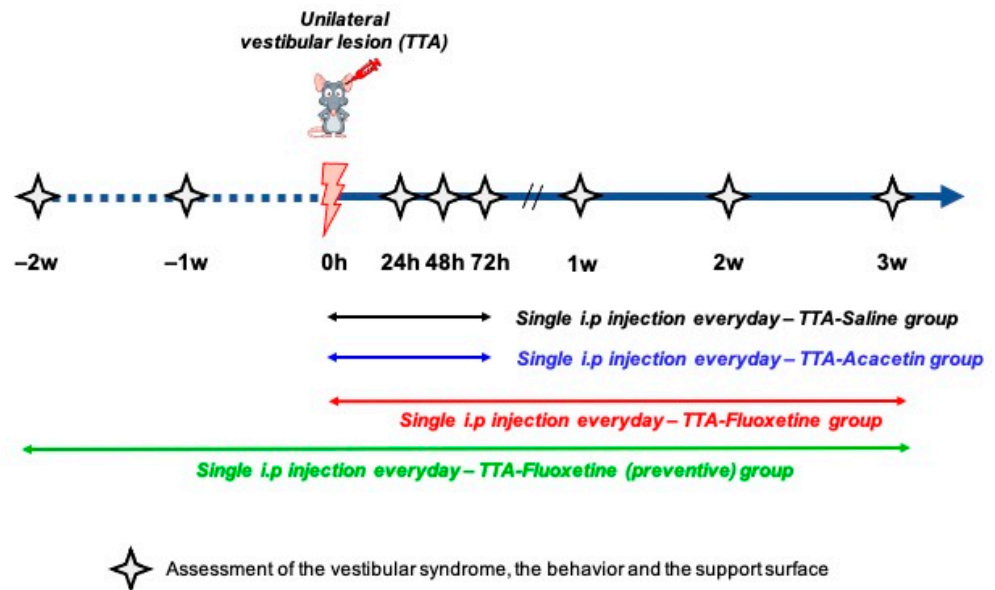 Unilateral
vestibular lesion (TTA)
–2w –1w 0h 24h 48h 72h 1w 2w 3w
Single i.p injection everyday – TTA-Saline group
Single i.p injection everyday – TTA-Acacetin group
Single i.p injection everyday – TTA-Fluoxetine group
Single i.p injection everyday – TTA-Fluoxetine (preventive) group
Assessment of the vestibular syndrome, the behavior and the support surface